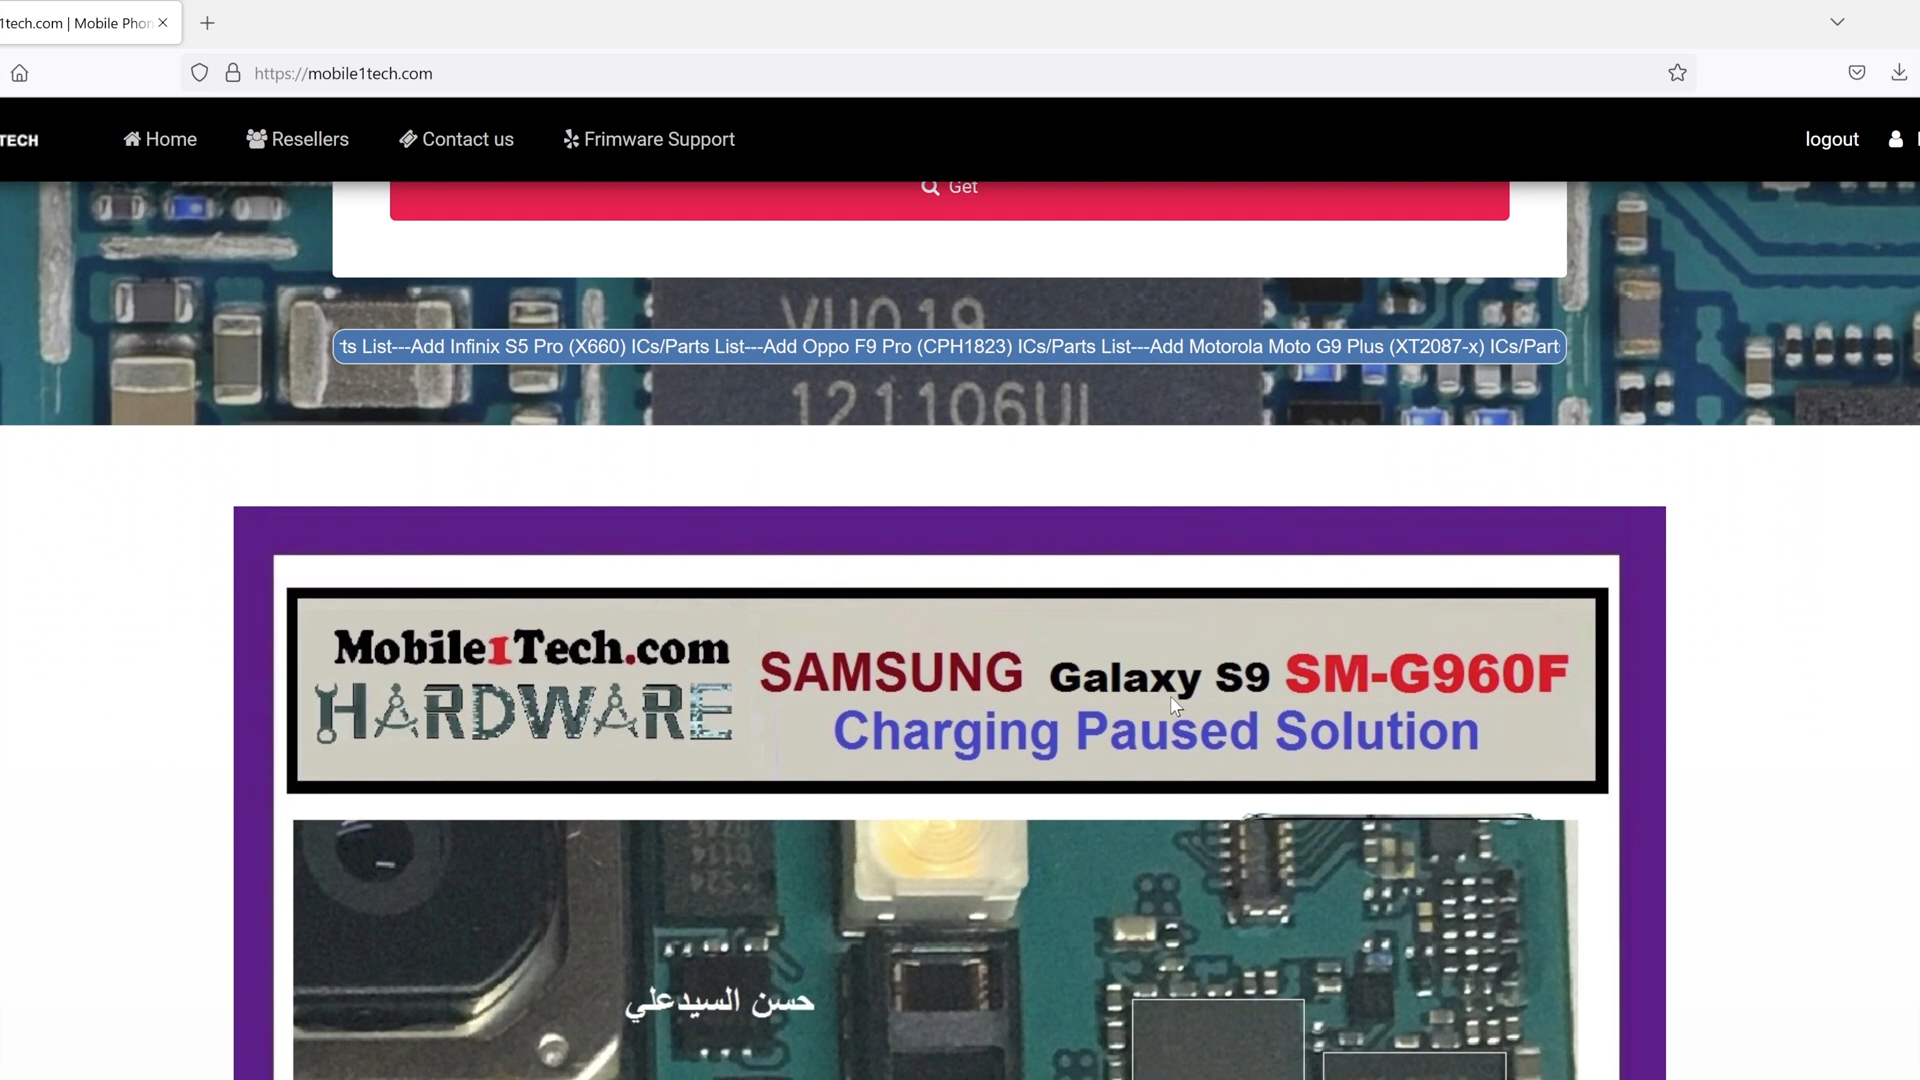 1tech.com | Mobile Phon
https://mobile1tech.com
TECH
Home
Resellers
Contact us
Frimware Support
logout
Get
ts List---Add Infinix S5 Pro (X660) ICs/Parts List---Add Oppo F9 Pro (CPH1823) ICs/Parts List---Add Motorola Moto G9 Plus (XT2087-x) ICs/Part
121106UI
Mobile1Tech.com
HARDWARE
SAMSUNG Galaxy S9 SM-G960F
Charging Paused Solution
حسن السيدعلي